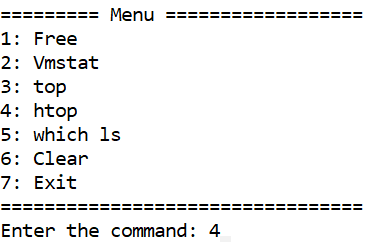 ========= Menu ==================
1: Free
2: Vmstat
3: top
4: htop
5: which ls
6: Clear
7: Exit
=================================
Enter the command: 4